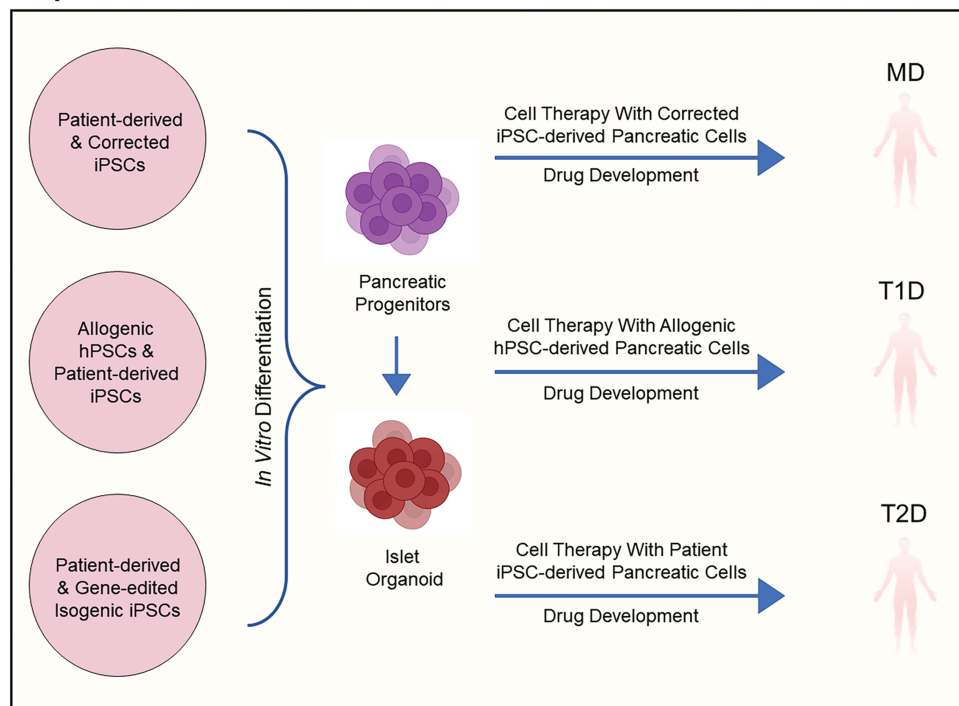 Patient-derived
& Corrected
iPSCs
Allogenic
hPSCs &
Patient-derived
iPSCs
Patient-derived
& Gene-edited
Isogenic iPSCs
In Vitro Differentiation
Pancreatic
Progenitors
Islet
Organoid
Cell Therapy With Corrected
iPSC-derived Pancreatic Cells
Drug Development
MD
Cell Therapy With Allogenic
hPSC-derived Pancreatic Cells
Drug Development
T1D
Cell Therapy With Patient
iPSC-derived Pancreatic Cells
Drug Development
T2D